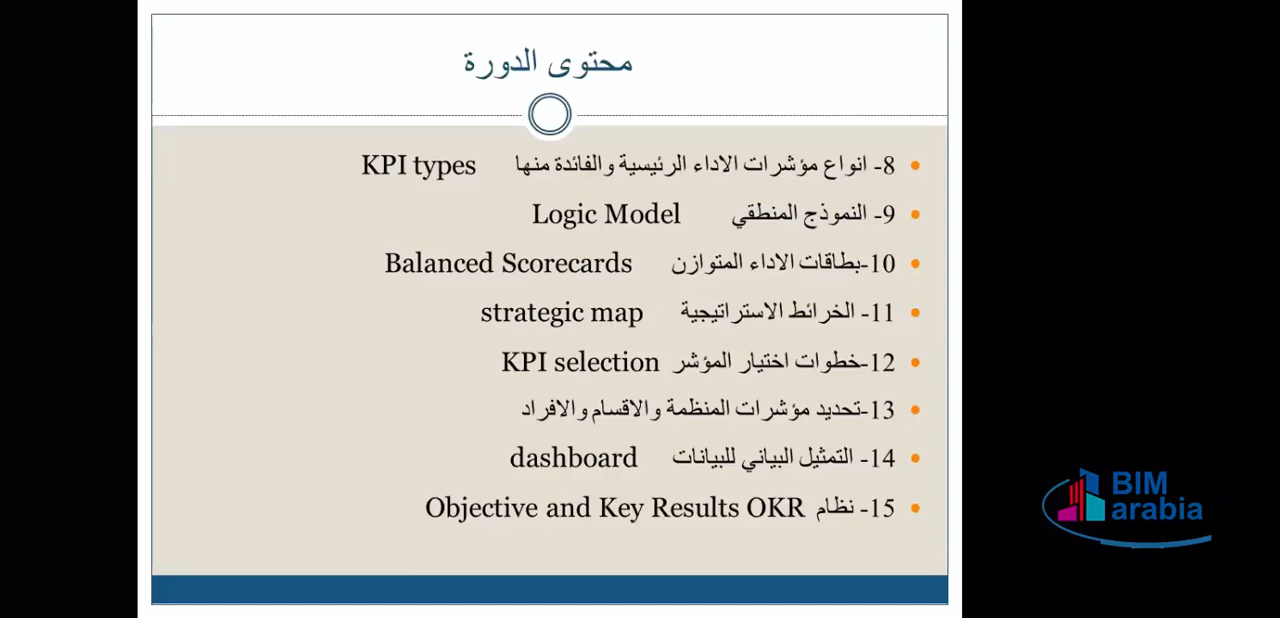 محتوى الدورة
8- انواع مؤشرات الاداء الرئيسية والفائدة منها KPI types
9- النموذج المنطقي Logic Model
10-بطاقات الاداء المتوازن Balanced Scorecards
11- الخرائط الاستراتيجية strategic map
12-خطوات اختيار المؤشر KPI selection
13-تحديد مؤشرات المنظمة والاقسام والافراد
14- التمثيل البياني للبيانات dashboard
15- نظام Objective and Key Results OKR
BIM
arabia